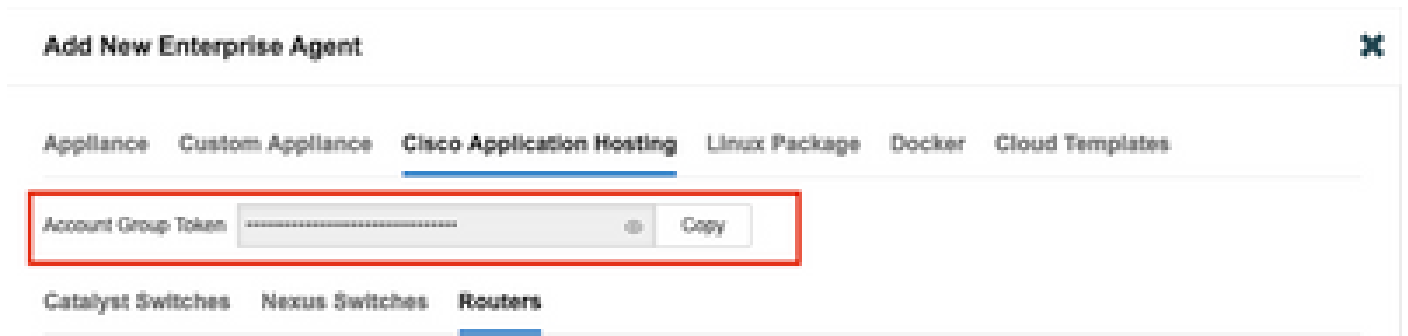 Add New Enterprise Agent
Appliance Custom Appliance Cisco Application Hosting Linux Package Docker Cloud Templates
Account Group Token Copy
Catalyst Switches Nexus Switches Routers